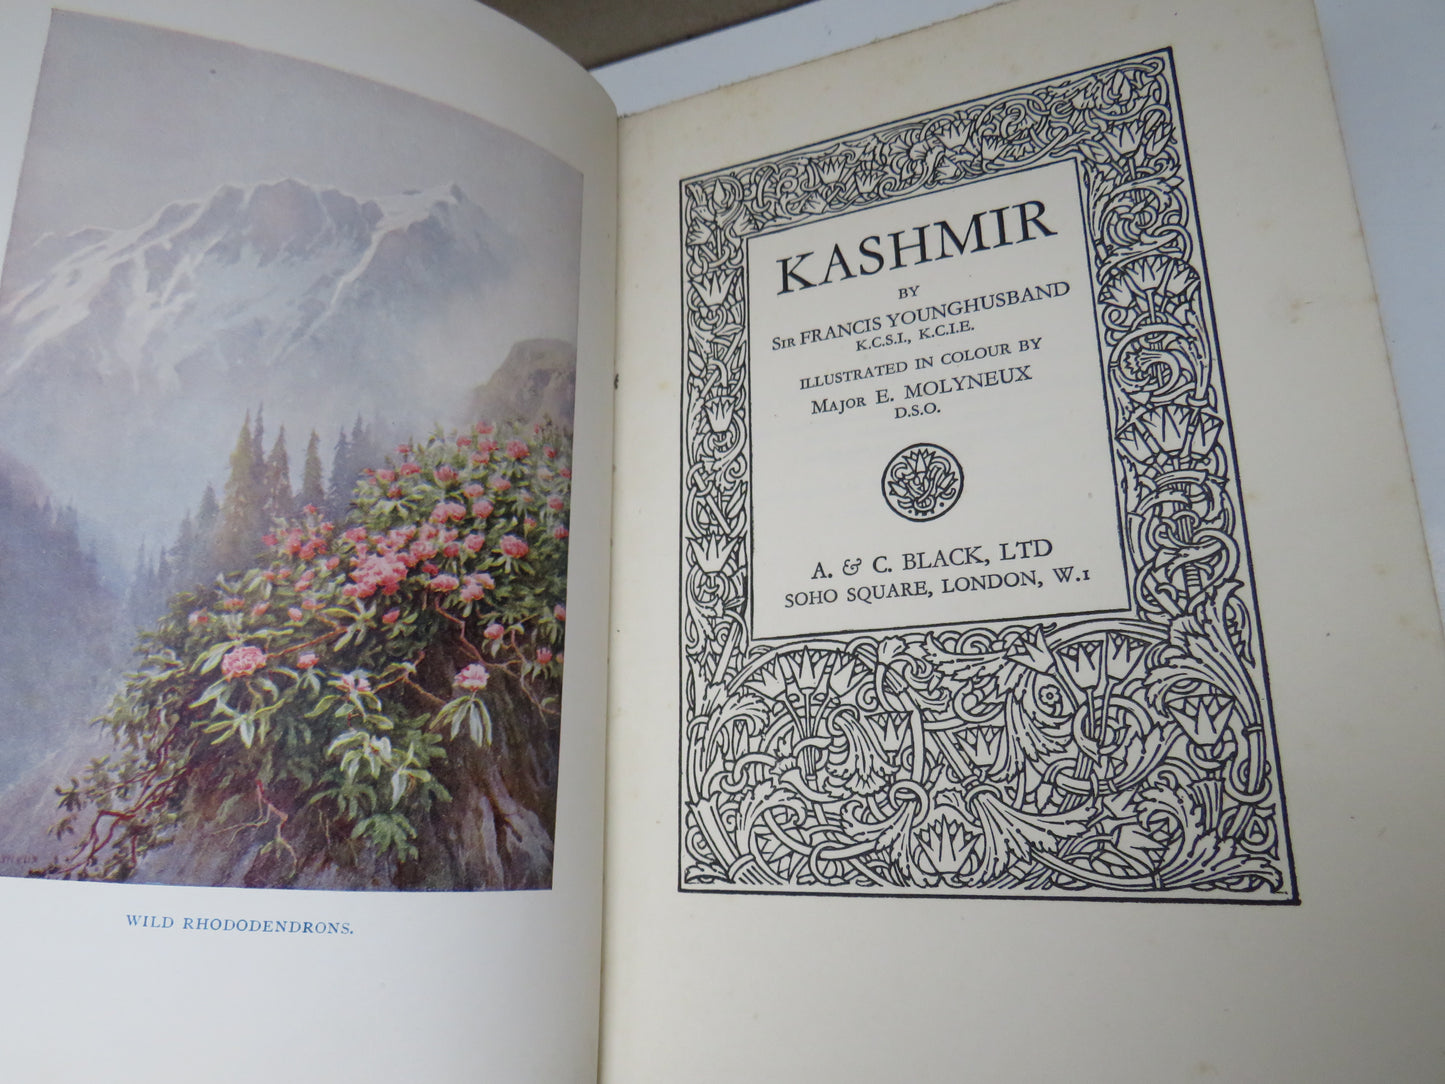 WILD RHODODENDRONS.
KASHMIR
BY
Sir FRANCIS YOUNGHUSBAND
K.C.S.I., K.C.I.E.
ILLUSTRATED IN COLOUR BY
Major E. MOLYNEUX
D.S.O.
A. & C. BLACK, LTD
SOHO SQUARE, LONDON, W.1